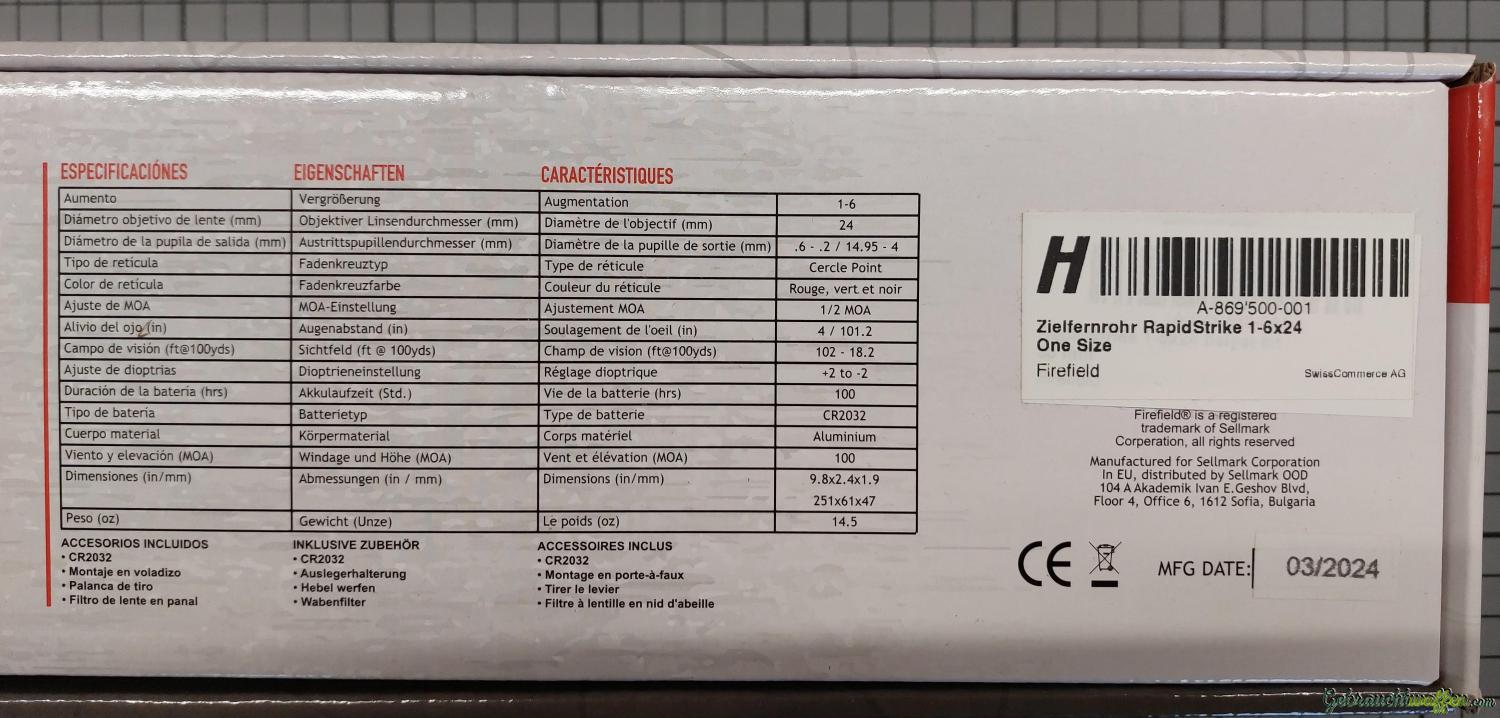 ESPECIFICACIÓNES EIGENSCHAFTEN CARACTÉRISTIQUES
Aumento Vergrößerung Augmentation 1-6
Diámetro objetivo de lente (mm) Objektiver Linsendurchmesser (mm) Diamètre de l'objectif (mm) 24
Diámetro de la pupila de salida (mm) Austrittspupillendurchmesser (mm) Diamètre de la pupille de sortie (mm) .6 - .2 / 14.95 - 4
Tipo de retícula Fadenkreuztyp Type de réticule Cercle Point
Color de retícula Fadenkreuzfarbe Couleur du réticule Rouge, vert et noir
Ajuste de MOA MOA-Einstellung Ajustement MOA 1/2 MOA
Alivio del ojo (in) Augenabstand (in) Soulagement de l'oeil (in) 4 / 101.2
Campo de visión (ft@100yds) Sichtfeld (ft @ 100yds) Champ de vision (ft@100yds) 102 - 18.2
Ajuste de dioptrias Dioptrieneinstellung Réglage dioptrique +2 to -2
Duración de la batería (hrs) Akkulaufzeit (Std.) Vie de la batterie (hrs) 100
Tipo de batería Batterietyp Type de batterie CR2032
Cuerpo material Körpermaterial Corps matériel Aluminium
Viento y elevación (MOA) Windage und Höhe (MOA) Vent et élévation (MOA) 100
Dimensiones (in/mm) Abmessungen (in / mm) Dimensions (in/mm) 9.8x2.4x1.9
251x61x47
Peso (oz) Gewicht (Unze) Le poids (oz) 14.5
ACCESORIOS INCLUIDOS
• CR2032
• Montaje en voladizo
• Palanca de tiro
• Filtro de lente en panal
INKLUSIVE ZUBEHÖR
• CR2032
• Auslegerhalterung
• Hebel werfen
• Wabenfilter
ACCESSOIRES INCLUS
• CR2032
• Montage en porte-à-faux
• Tirer le levier
• Filtre à lentille en nid d'abeille
H
A-869'500-001
Zielfernrohr RapidStrike 1-6x24
One Size
Firefield SwissCommerce AG
Firefield® is a registered
trademark of Sellmark
Corporation, all rights reserved
Manufactured for Sellmark Corporation
In EU, distributed by Sellmark OOD
104 A Akademik Ivan E.Geshov Blvd,
Floor 4, Office 6, 1612 Sofia, Bulgaria
CE MFG DATE: 03/2024
Gebrauchtwaffen.com